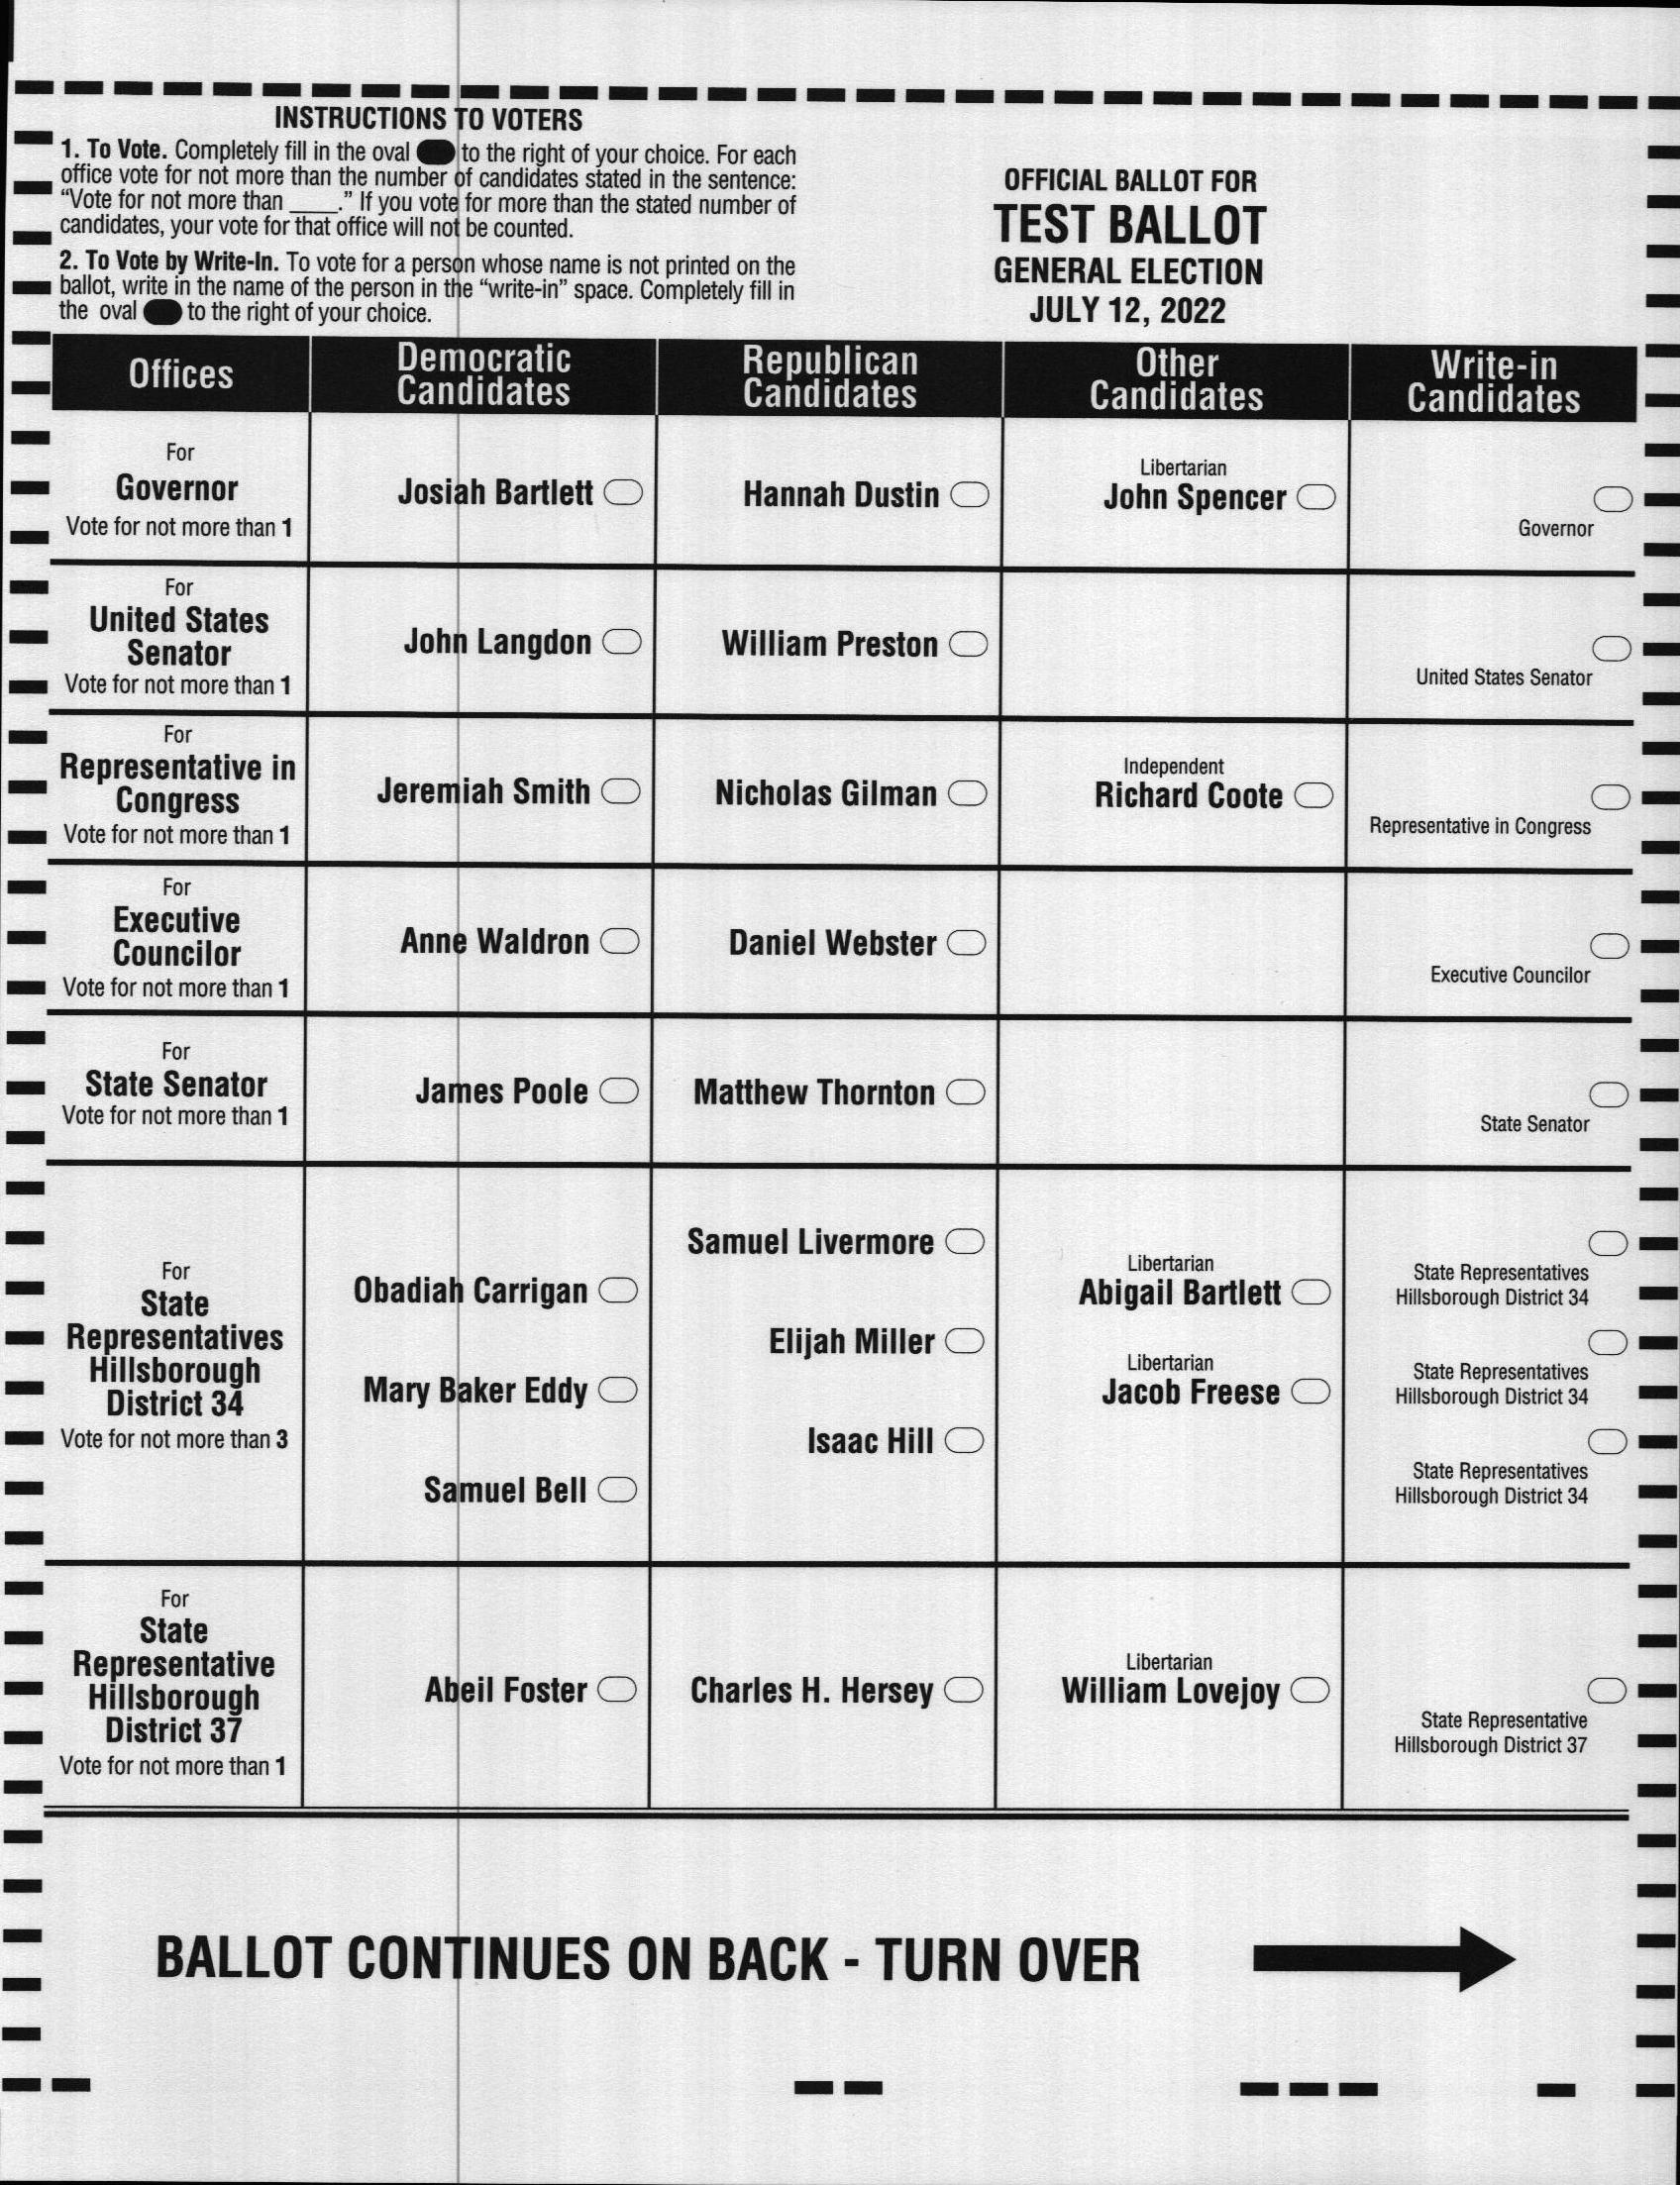 INSTRUCTIONS TO VOTERS
1. To Vote. Completely fill in the oval to the right of your choice. For each
office vote for not more than the number of candidates stated in the sentence:
“Vote for not more than ____.” If you vote for more than the stated number of
candidates, your vote for that office will not be counted.
2. To Vote by Write-In. To vote for a person whose name is not printed on the
ballot, write in the name of the person in the “write-in” space. Completely fill in
the oval to the right of your choice.
OFFICIAL BALLOT FOR
TEST BALLOT
GENERAL ELECTION
JULY 12, 2022
Offices
Democratic
Candidates
Republican
Candidates
Other
Candidates
Write-in
Candidates
For
Governor
Vote for not more than 1
Josiah Bartlett
Hannah Dustin
Libertarian
John Spencer
Governor
For
United States
Senator
Vote for not more than 1
John Langdon
William Preston
United States Senator
For
Representative in
Congress
Vote for not more than 1
Jeremiah Smith
Nicholas Gilman
Independent
Richard Coote
Representative in Congress
For
Executive
Councilor
Vote for not more than 1
Anne Waldron
Daniel Webster
Executive Councilor
For
State Senator
Vote for not more than 1
James Poole
Matthew Thornton
State Senator
For
State
Representatives
Hillsborough
District 34
Vote for not more than 3
Obadiah Carrigan
Mary Baker Eddy
Samuel Bell
Samuel Livermore
Elijah Miller
Isaac Hill
Libertarian
Abigail Bartlett
Libertarian
Jacob Freese
State Representatives
Hillsborough District 34
State Representatives
Hillsborough District 34
State Representatives
Hillsborough District 34
For
State
Representative
Hillsborough
District 37
Vote for not more than 1
Abeil Foster
Charles H. Hersey
Libertarian
William Lovejoy
State Representative
Hillsborough District 37
BALLOT CONTINUES ON BACK - TURN OVER